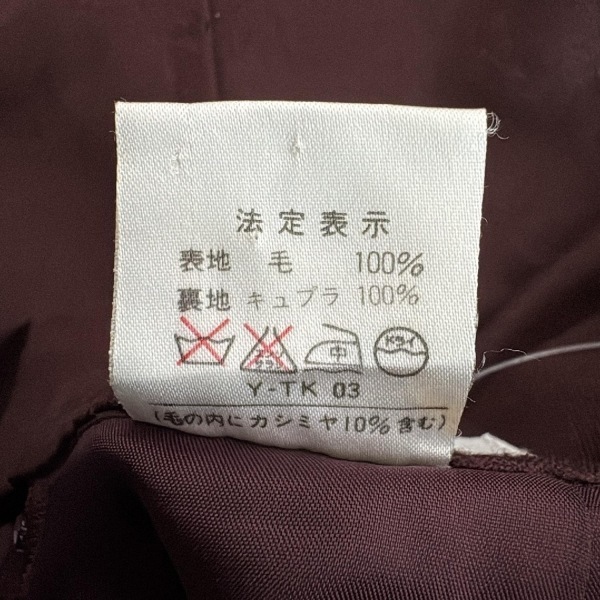 法定表示
表地 毛 100%
裏地 キュプラ 100%
中 ドライ
Y-TK 03
(毛の内にカシミヤ10%含む)